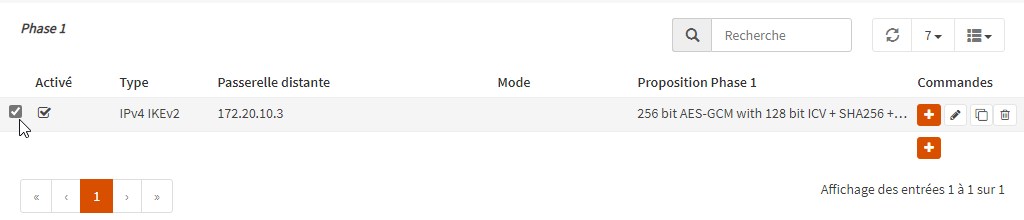 Phase 1
Recherche
7
Activé Type Passerelle distante Mode Proposition Phase 1 Commandes
IPv4 IKEv2 172.20.10.3 256 bit AES-GCM with 128 bit ICV + SHA256 +...
« ‹ 1 › »
Affichage des entrées 1 à 1 sur 1